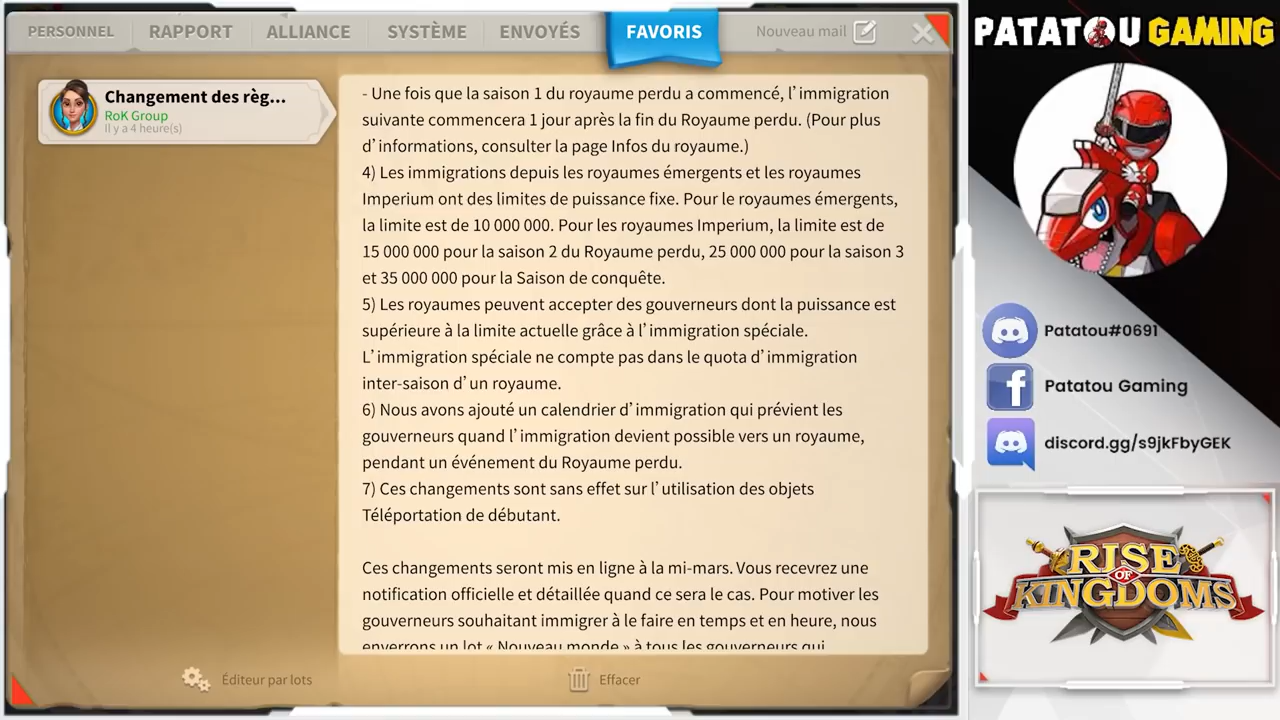 PERSONNEL
RAPPORT
ALLIANCE
SYSTÈME
ENVOYÉS
FAVORIS
Nouveau mail
Changement des règ...
RoK Group
Il y a 4 heure(s)
- Une fois que la saison 1 du royaume perdu a commencé, l'immigration
suivante commencera 1 jour après la fin du Royaume perdu. (Pour plus
d'informations, consulter la page Infos du royaume.)
4) Les immigrations depuis les royaumes émergents et les royaumes
Imperium ont des limites de puissance fixe. Pour le royaumes émergents,
la limite est de 10 000 000. Pour les royaumes Imperium, la limite est de
15 000 000 pour la saison 2 du Royaume perdu, 25 000 000 pour la saison 3
et 35 000 000 pour la Saison de conquête.
5) Les royaumes peuvent accepter des gouverneurs dont la puissance est
supérieure à la limite actuelle grâce à l'immigration spéciale.
L'immigration spéciale ne compte pas dans le quota d'immigration
inter-saison d'un royaume.
6) Nous avons ajouté un calendrier d'immigration qui prévient les
gouverneurs quand l'immigration devient possible vers un royaume,
pendant un événement du Royaume perdu.
7) Ces changements sont sans effet sur l'utilisation des objets
Téléportation de débutant.
Ces changements seront mis en ligne à la mi-mars. Vous recevrez une
notification officielle et détaillée quand ce sera le cas. Pour motiver les
gouverneurs souhaitant immigrer à le faire en temps et en heure, nous
enverrons un lot « Nouveau monde » à tous les gouverneurs qui
Éditeur par lots
Effacer
PATATOU GAMING
Patatou#0691
Patatou Gaming
discord.gg/s9jkFbyGEK
RISE
OF
KINGDOMS